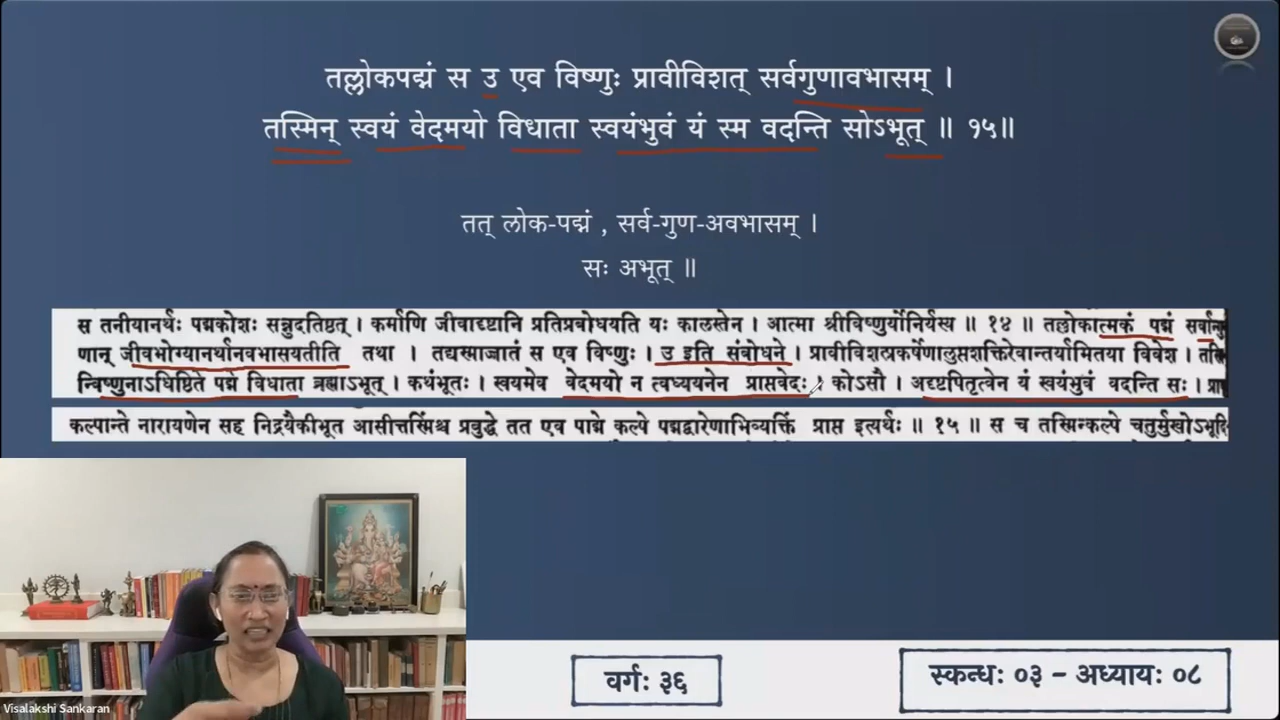 तल्लोकपद्मं स उ एव विष्णुः प्रावीविशत् सर्वगुणावभासम् ।
तस्मिन् स्वयं वेदमयो विधाता स्वयंभुवं यं स्म वदन्ति सोऽभूत् ॥ १५॥
तत् लोक-पद्मं , सर्व-गुण-अवभासम् ।
सः अभूत् ॥
स तनीयानर्थः पद्मकोशः सन्नुदतिष्ठत् । कर्माणि जीवादृष्टानि प्रतिप्रबोधयति यः कालस्तेन । आत्मा श्रीविष्णुर्योनिर्यस्य ॥ १४ ॥ तल्लोकात्मकं पद्मं सर्वान्गु
णान् जीवभोग्यानर्थानवभासयतीति तथा । तद्यस्माज्जातं स एव विष्णुः । उ इति संबोधने । प्रावीविशत्प्रकर्षेणालुप्तशक्तिरेवान्तर्यामितया विवेश । तस्मि
न्विष्णुनाऽधिष्ठिते पद्मे विधाता ब्रह्माऽभूत् । कथंभूतः । स्वयमेव वेदमयो न त्वध्ययनेन प्राप्तवेदः । कोऽसौ । अदृष्टपितृत्वेन यं स्वयंभुवं वदन्ति सः । प्रा
कल्पान्ते नारायणेन सह निद्रयैकीभूत आसीत्तस्मिंश्च प्रबुद्धे तत एव पाद्मे कल्पे पद्मद्वारेणाभिव्यक्तिं प्राप्त इत्यर्थः ॥ १५ ॥ स च तस्मिन्कल्पे चतुर्मुखोऽभूदि
Visalakshi Sankaran
वर्गः ३६
स्कन्धः ०३ – अध्यायः ०८